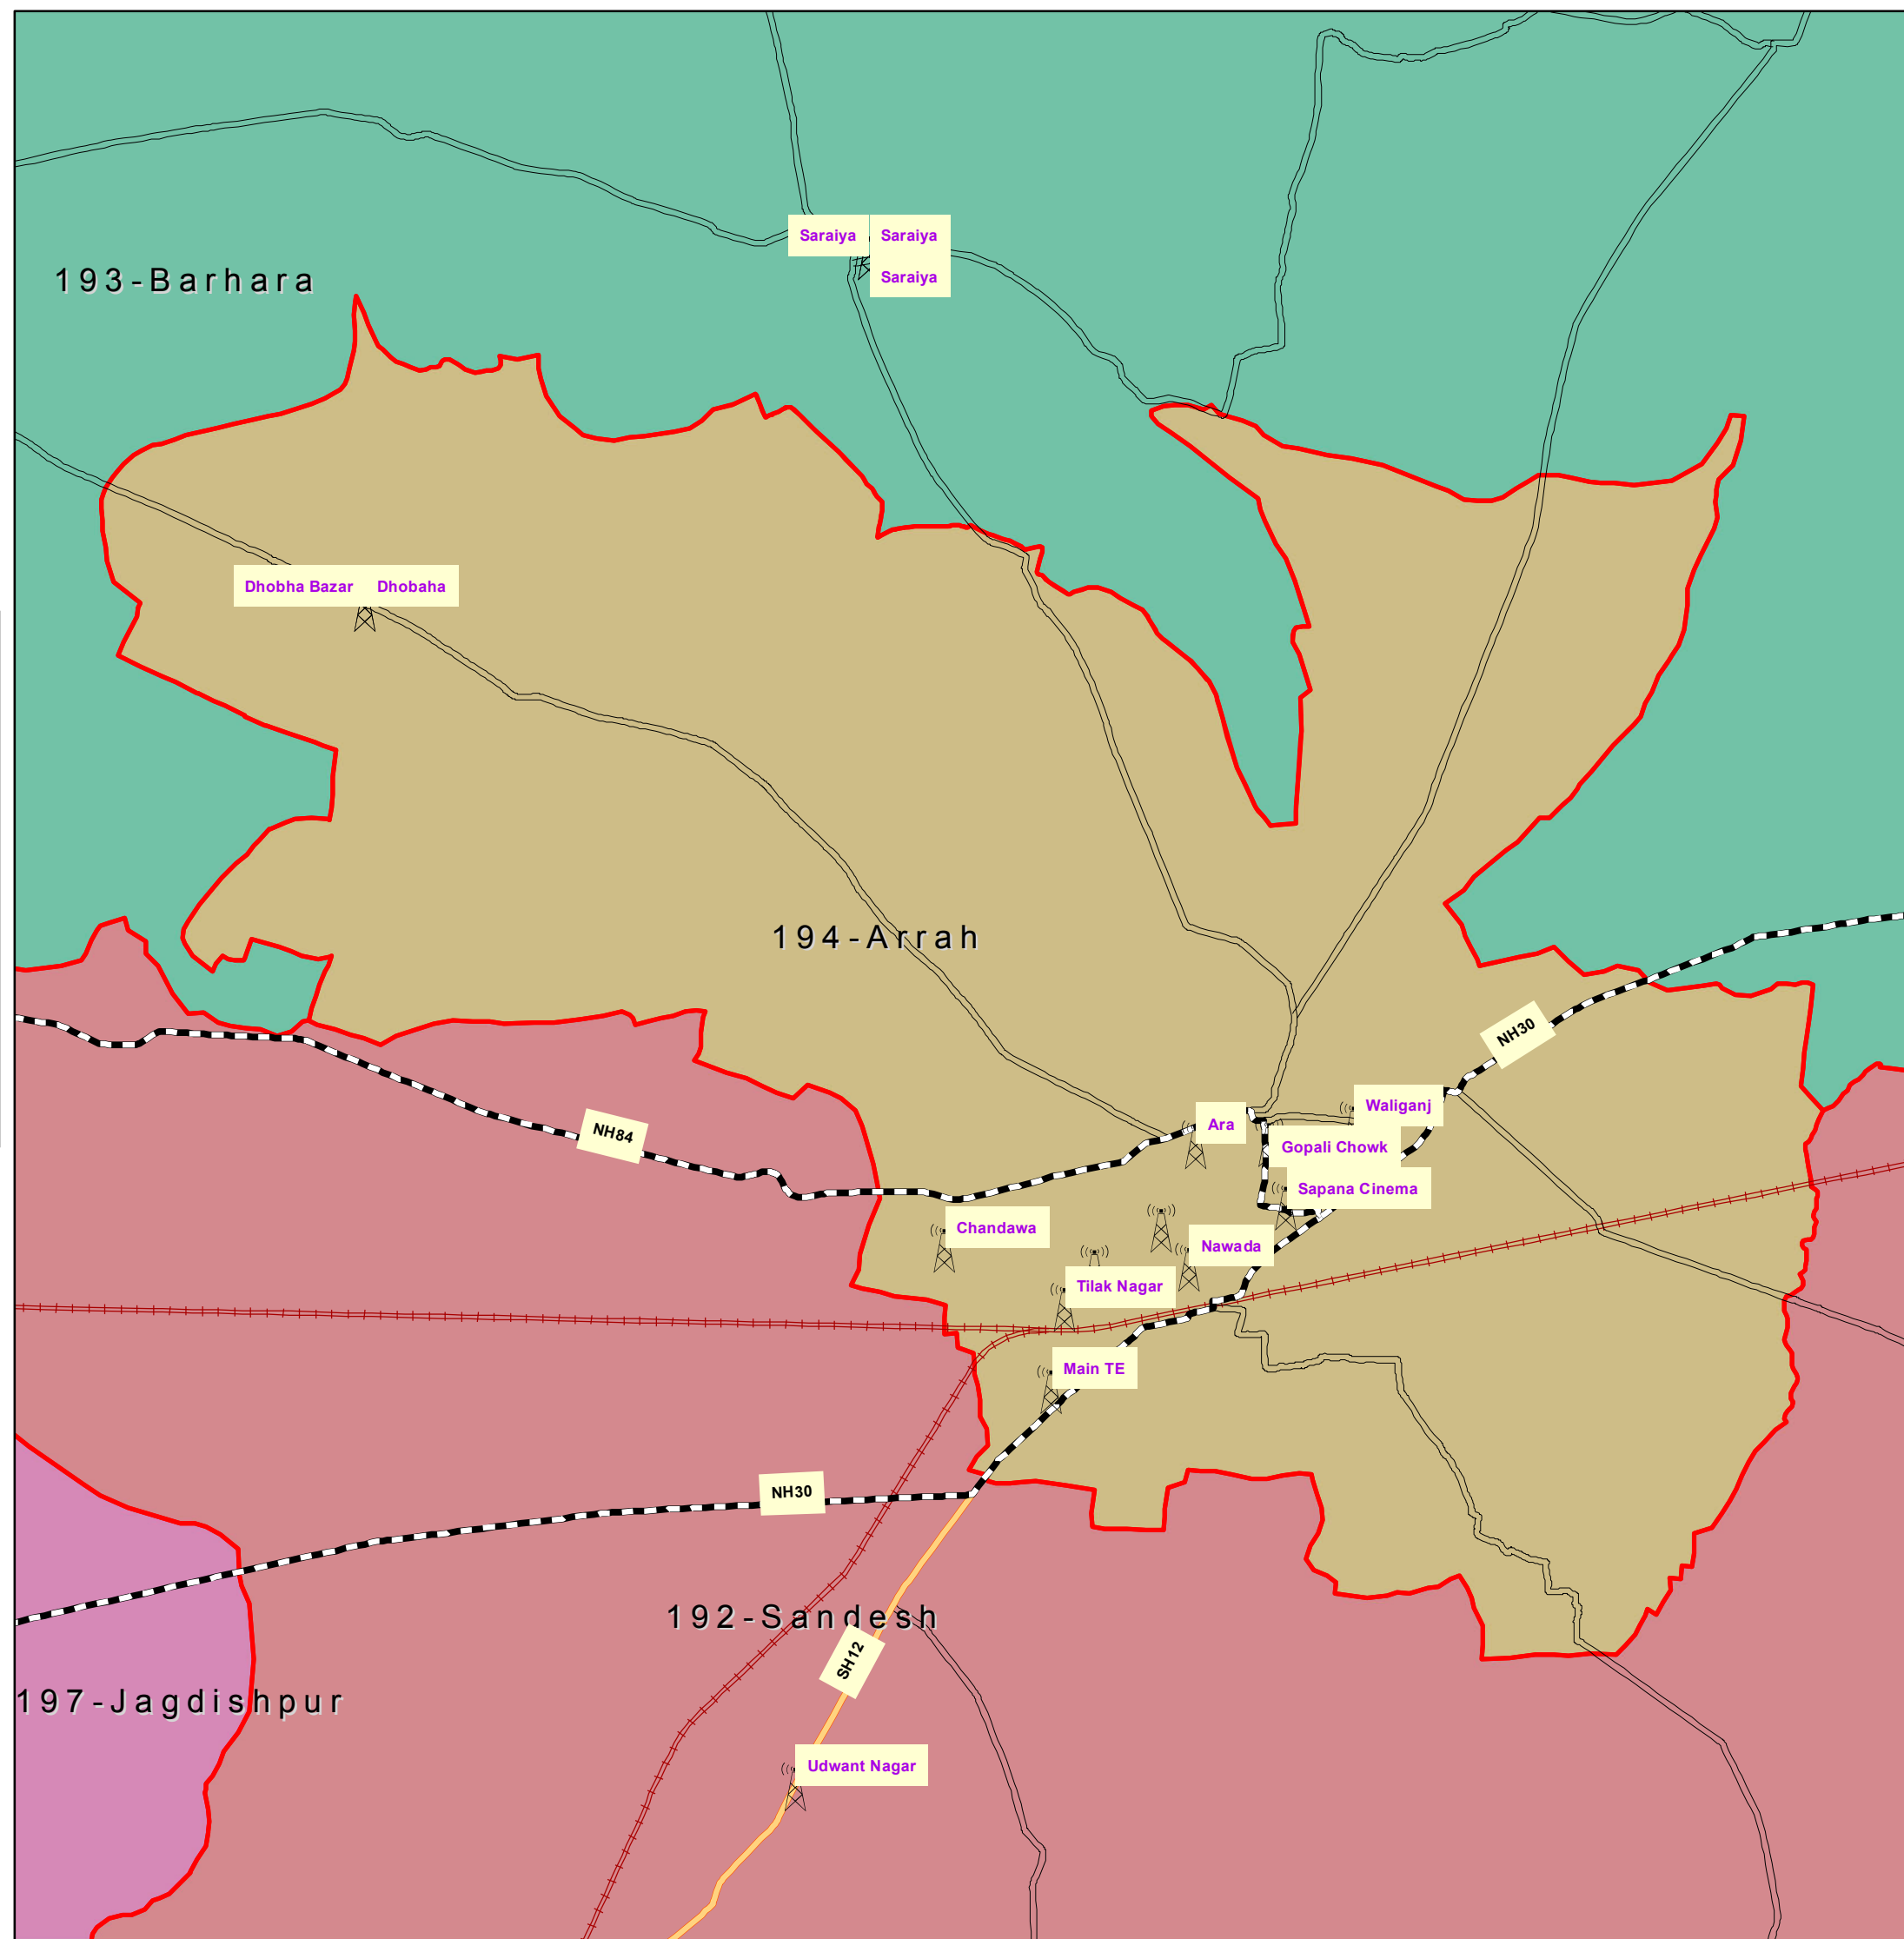 Saraiya
Saraiya
193-Barhara
Saraiya
Dhobha Bazar
Dhobaha
194-Arrah
NH30
Waliganj
Ara
NH84
Gopali Chowk
Sapana Cinema
Chandawa
Nawada
Tilak Nagar
Main TE
NH30
192-Sandesh
SH12
197-Jagdishpur
Udwant Nagar